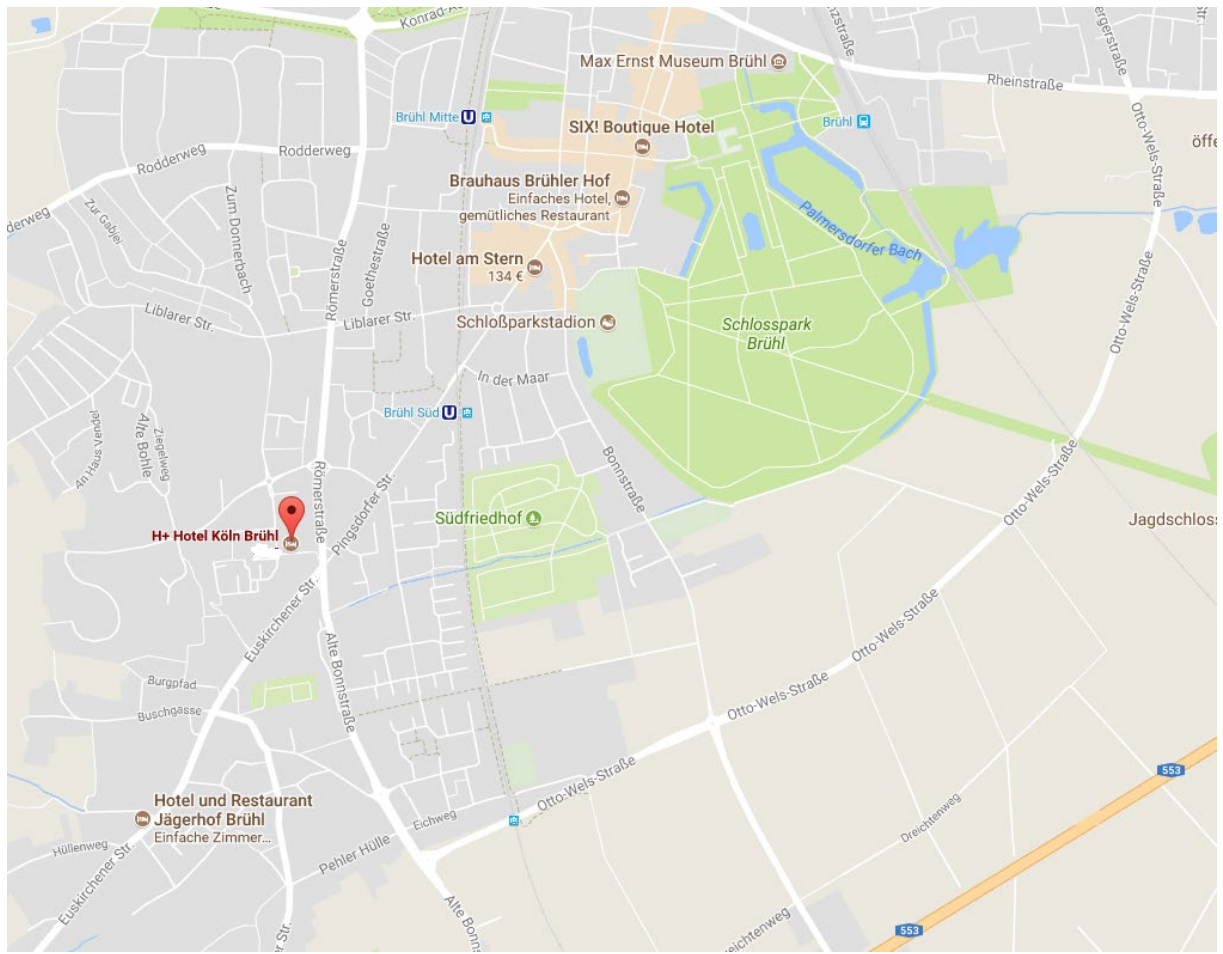 Konrad-A
Max Ernst Museum Brühl
Rheinstraße
Brühl Mitte U
SIX! Boutique Hotel
Brühl
Otto-Wels-Straße
öffe
Rodderweg
Rodderweg
Brauhaus Brühler Hof
Einfaches Hotel,
gemütliches Restaurant
Zum Donnerbach
Zur Gabjei
derweg
Palmersdorfer Bach
Römerstraße
Goethestraße
Hotel am Stern
134 €
Otto-Wels-Straße
Liblarer Str.
Liblarer Str.
Schloßparkstadion
Schlosspark
Brühl
In der Maar
Brühl Süd U
An Haus Vendel
Alte Bohle
Ziegelweg
Römerstraße
Pingsdorfer Str.
Bonnstraße
Otto-Wels-Straße
Südfriedhof
Jagdschloss
H+ Hotel Köln Brühl
Euskirchener Str.
Otto-Wels-Straße
Alte Bonnstraße
Burgpfad
Buschgasse
Otto-Wels-Straße
553
Otto-Wels-Straße
Hotel und Restaurant
Jägerhof Brühl
Einfache Zimmer...
Eichweg
Dreichtenweg
Hüllenweg
Pehler Hülle
Euskirchener Str.
Alte Bonns
eichtenweg
553
Str.